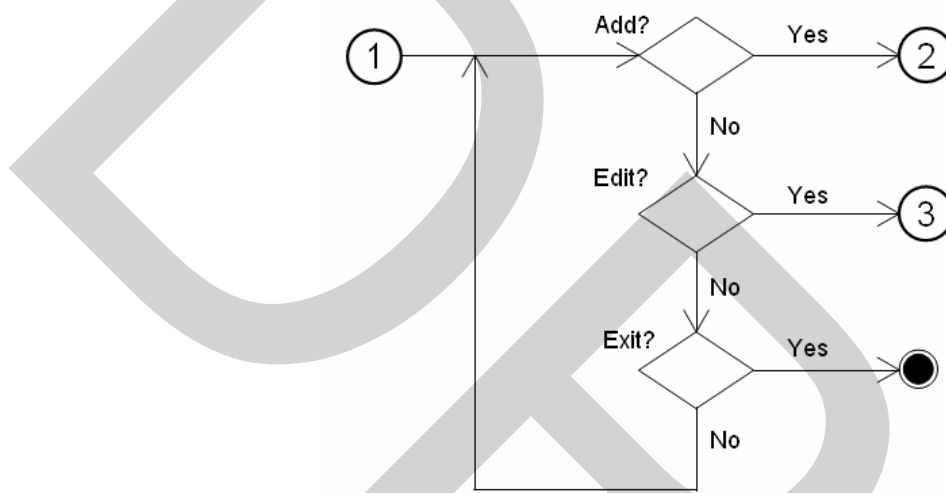 Add?
Yes
1
2
No
Edit?
Yes
3
No
Exit?
Yes
No